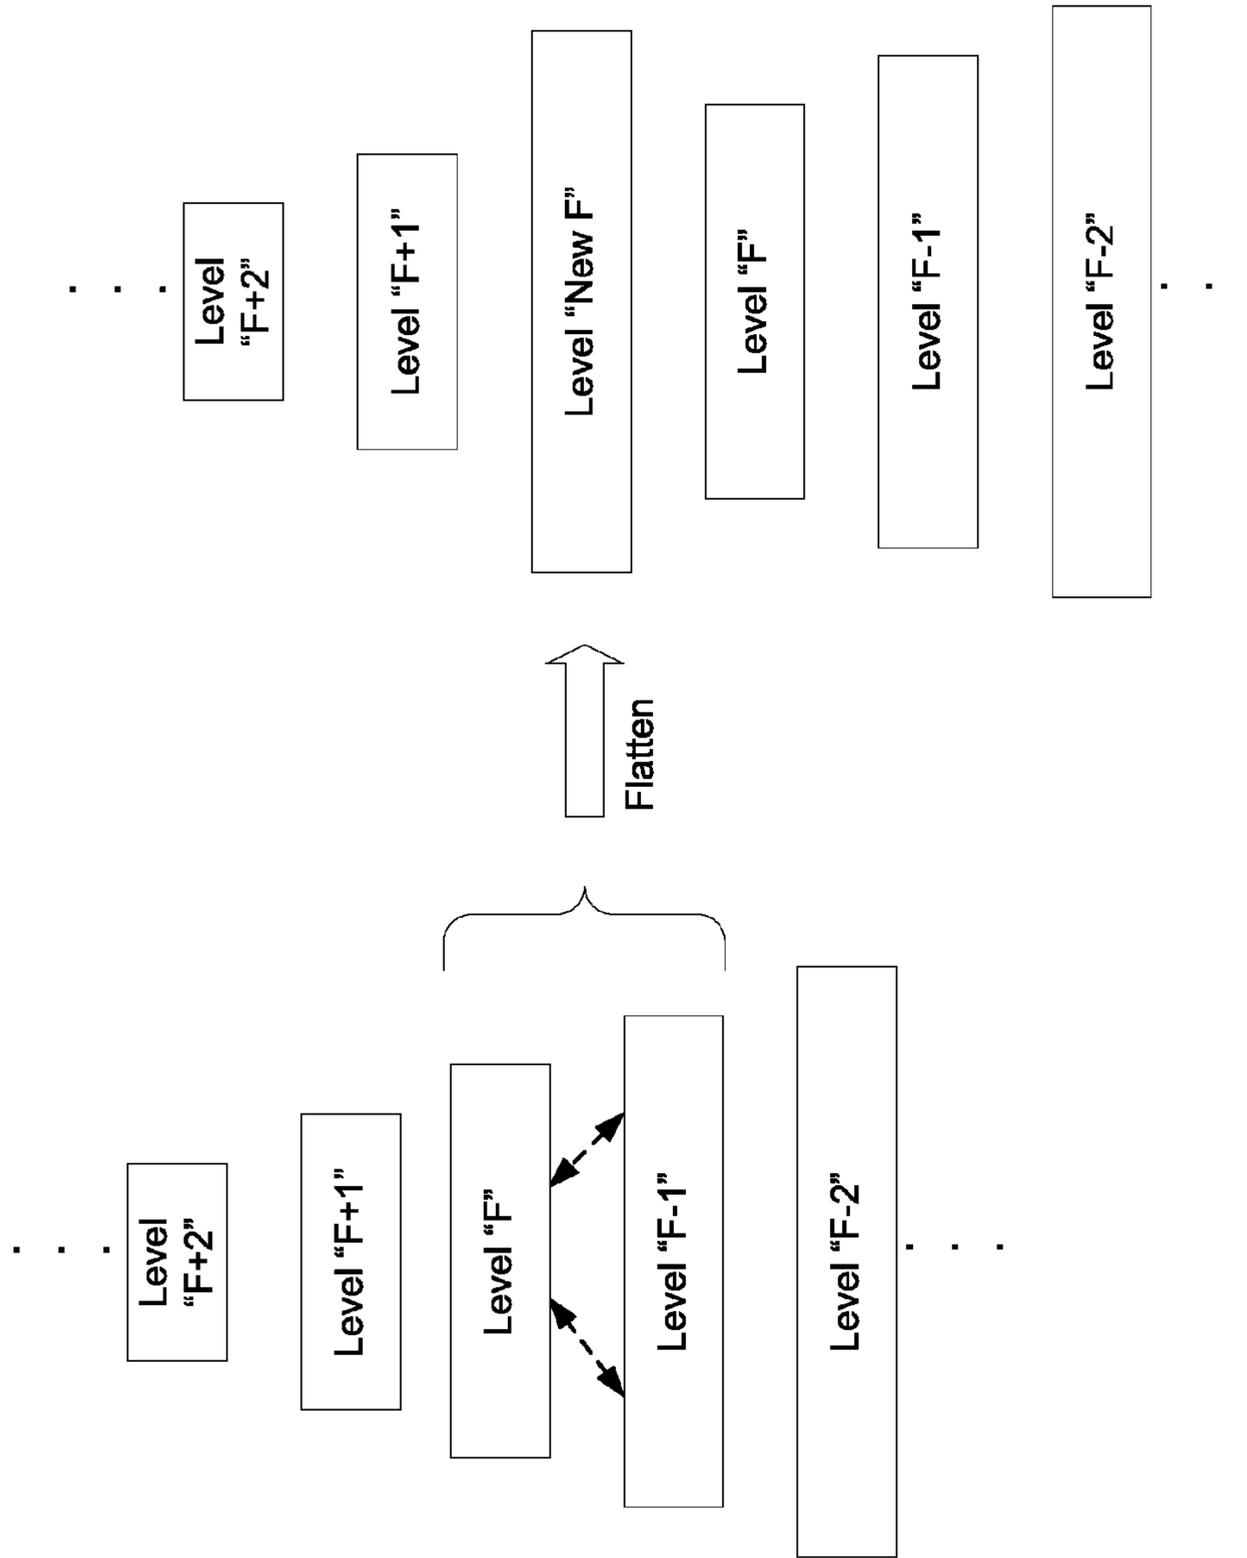 Level
“F+2”
Level “F+1”
Level “F”
Level “F-1”
Level “F-2”
Flatten
Level
“F+2”
Level “F+1”
Level “New F”
Level “F”
Level “F-1”
Level “F-2”